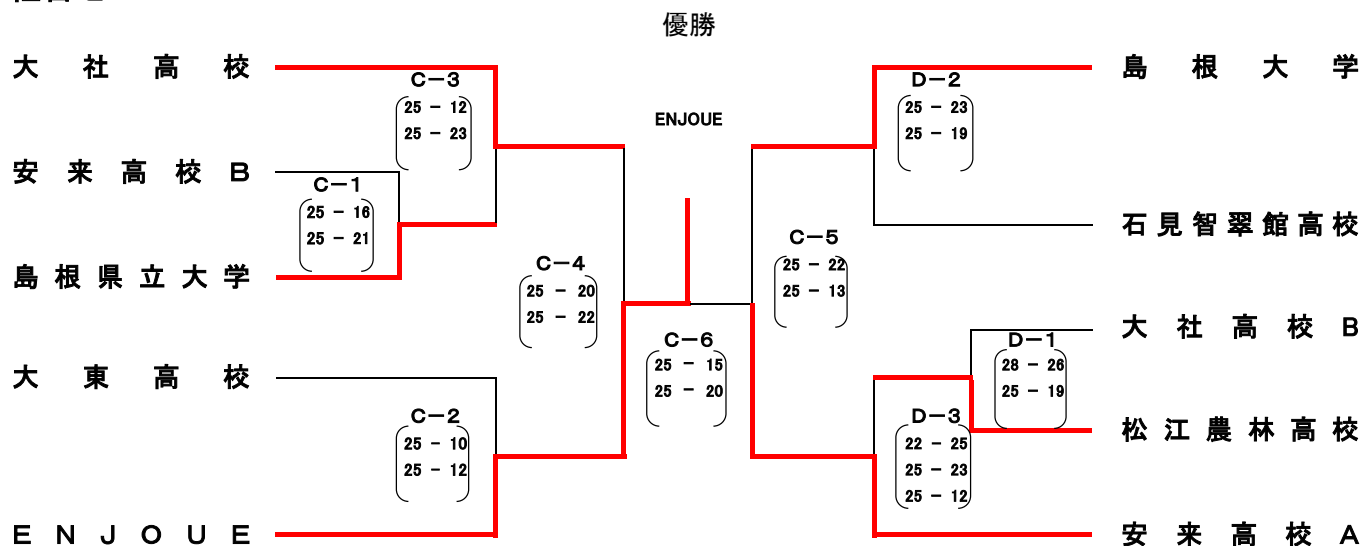 優勝
ENJOUE
大社高校
C-3
25 - 12
25 - 23
安来高校B
C-1
25 - 16
25 - 21
島根県立大学
C-4
25 - 20
25 - 22
大東高校
C-2
25 - 10
25 - 12
ENJOUE
C-6
25 - 15
25 - 20
島根大学
D-2
25 - 23
25 - 19
石見智翠館高校
C-5
25 - 22
25 - 13
大社高校B
D-1
28 - 26
25 - 19
松江農林高校
D-3
22 - 25
25 - 23
25 - 12
安来高校A